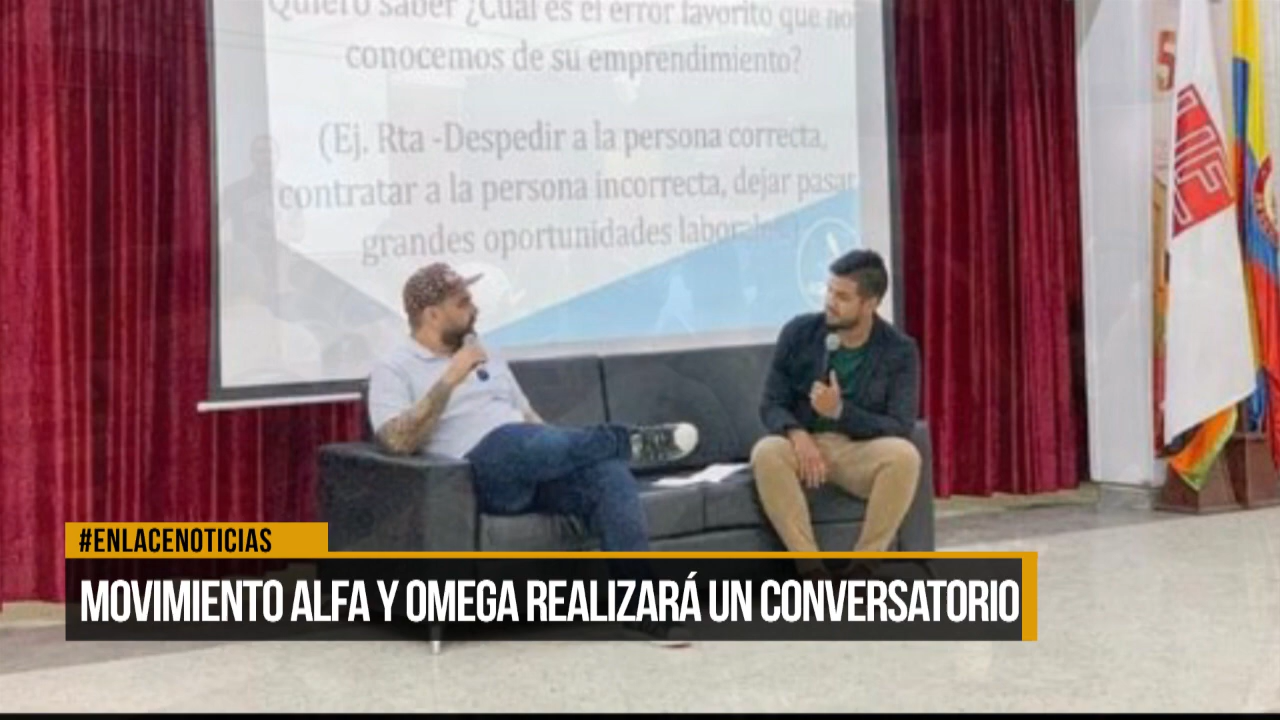 Quiero saber ¿Cuál es el error favorito que no
conocemos de su emprendimiento?
(Ej. Rta -Despedir a la persona correcta,
contratar a la persona incorrecta, dejar pasar
grandes oportunidades laborales)
#ENLACENOTICIAS
MOVIMIENTO ALFA Y OMEGA REALIZARÁ UN CONVERSATORIO